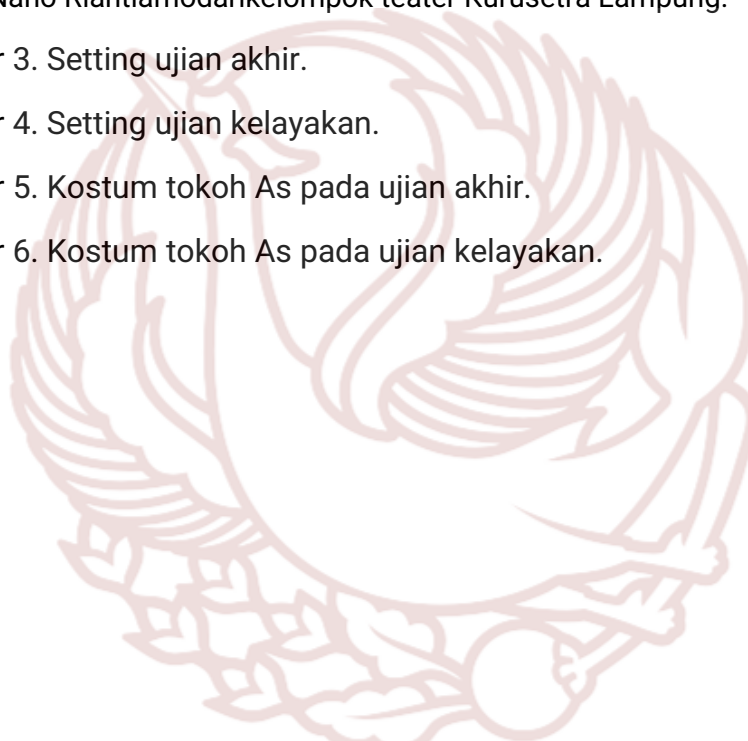 Nano Riantiarnodankelompok teater Kurusetra Lampung.
r 3. Setting ujian akhir.
r 4. Setting ujian kelayakan.
r 5. Kostum tokoh As pada ujian akhir.
r 6. Kostum tokoh As pada ujian kelayakan.